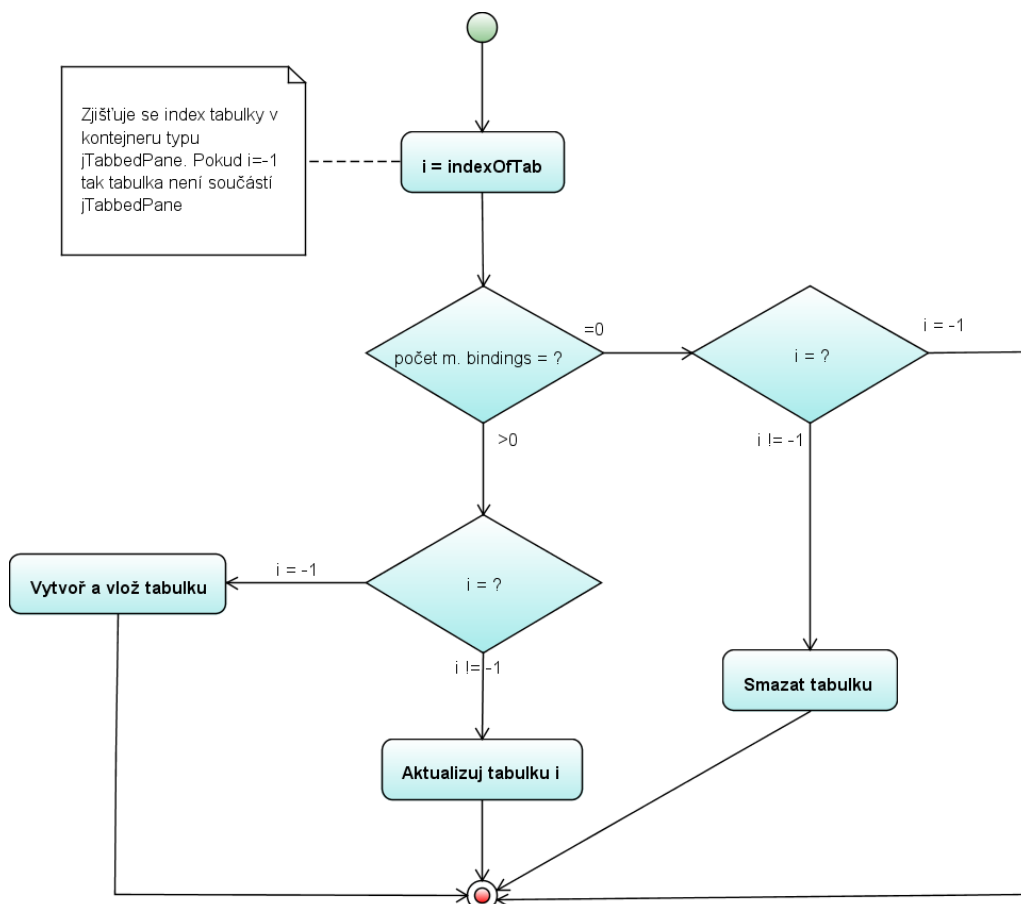 Zjišťuje se index tabulky v
kontejneru typu
jTabbedPane. Pokud i=-1
tak tabulka není součástí
jTabbedPane
i = indexOfTab
počet m. bindings = ?
=0
i = ?
i = -1
>0
i != -1
i = ?
i = -1
Vytvoř a vlož tabulku
i != -1
Smazat tabulku
Aktualizuj tabulku i